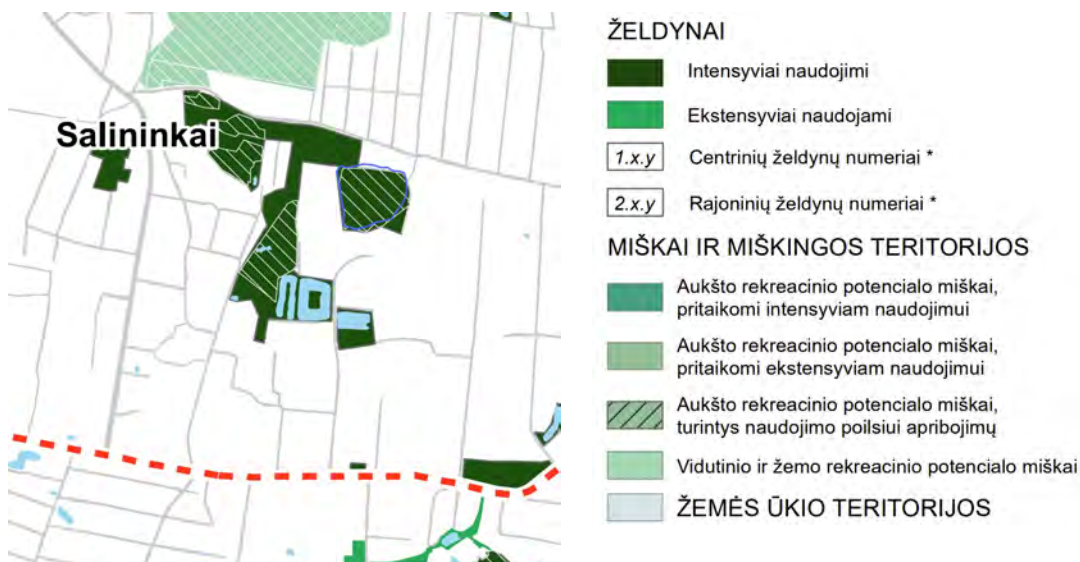 Salininkai
ŽELDYNAI
Intensyviai naudojimi
Ekstensyviai naudojami
1.x.y Centrinių želdynų numeriai *
2.x.y Rajoninių želdynų numeriai *
MIŠKAI IR MIŠKINGOS TERITORIJOS
Aukšto rekreacinio potencialo miškai,
pritaikomi intensyviam naudojimui
Aukšto rekreacinio potencialo miškai,
pritaikomi ekstensyviam naudojimui
Aukšto rekreacinio potencialo miškai,
turintys naudojimo poilsiui apribojimų
Vidutinio ir žemo rekreacinio potencialo miškai
ŽEMĖS ŪKIO TERITORIJOS